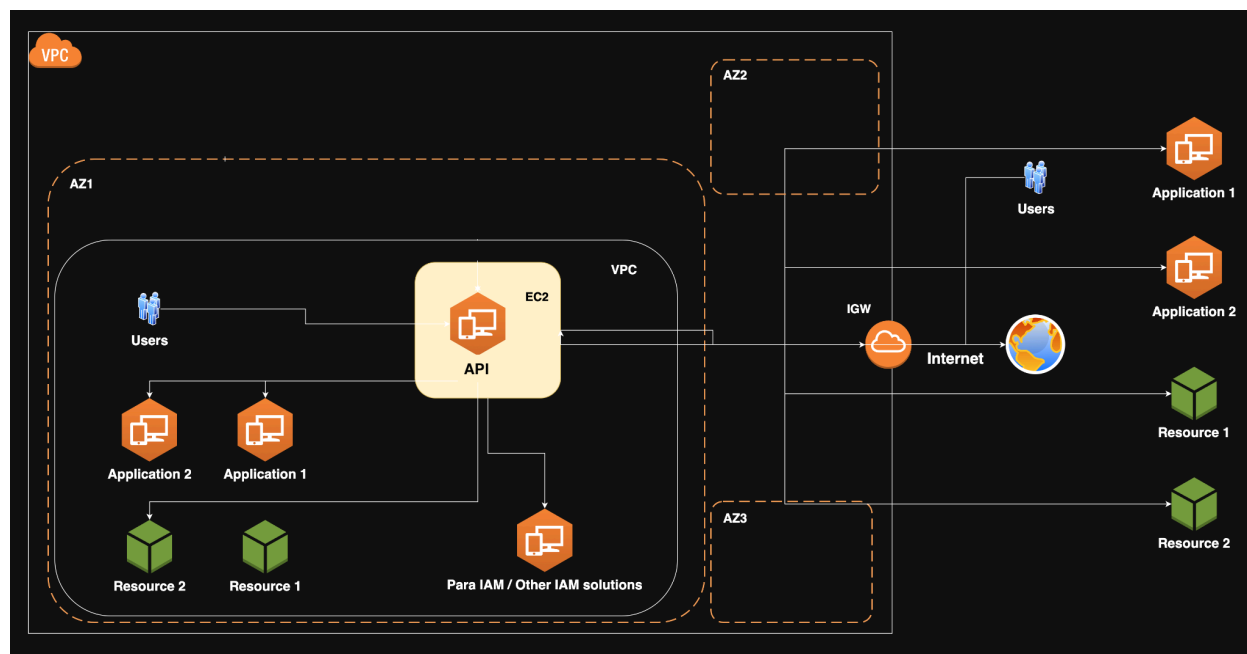 VPC
AZ2
AZ1
Application 1
Users
VPC
EC2
Application 2
IGW
Users
API
Internet
Resource 1
Application 2
Application 1
AZ3
Resource 2
Resource 2
Resource 1
Para IAM / Other IAM solutions